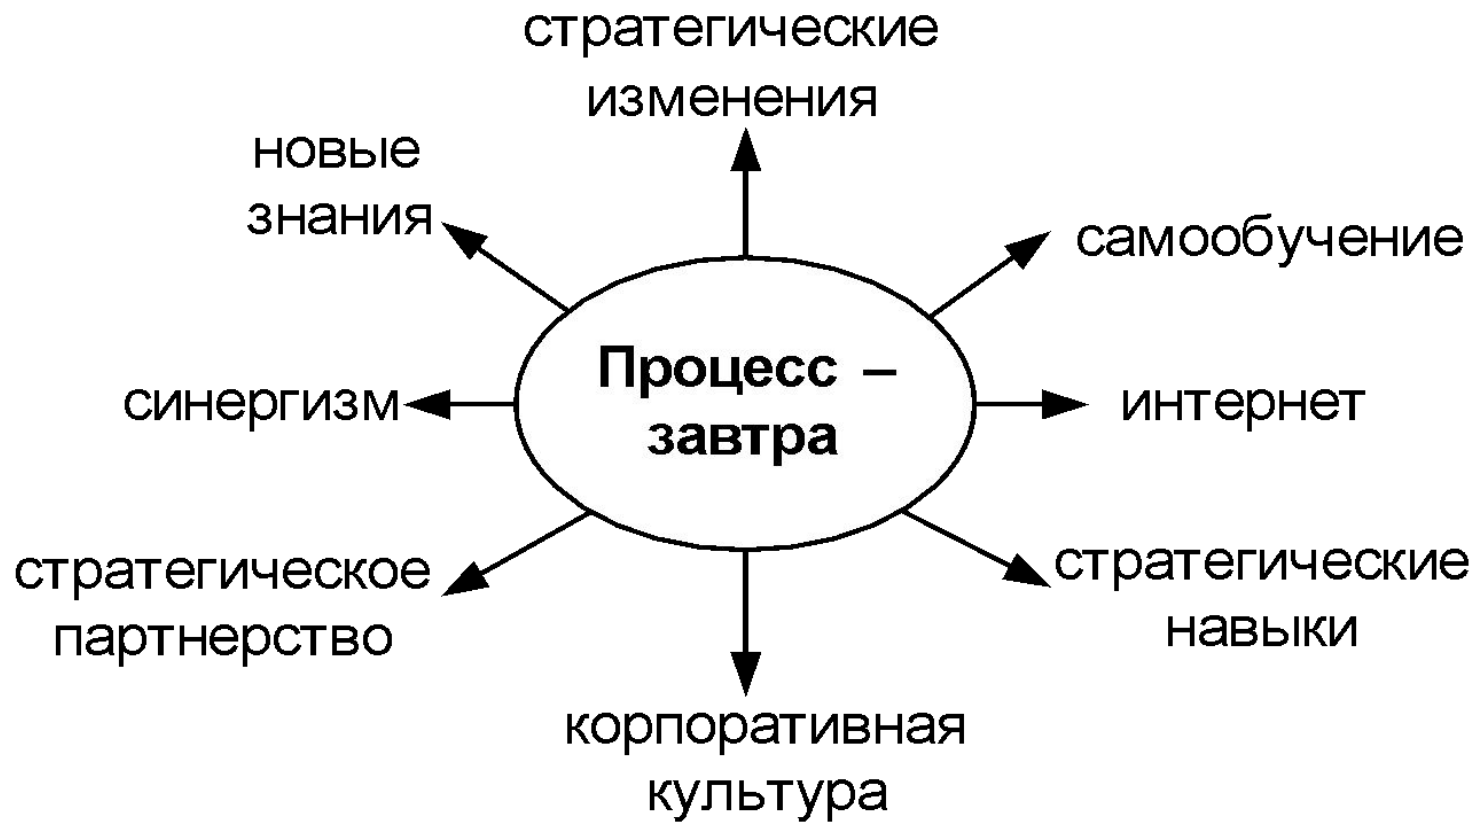 стратегические
изменения
новые
знания
самообучение
синергизм
Процесс –
завтра
интернет
стратегическое
партнерство
стратегические
навыки
корпоративная
культура